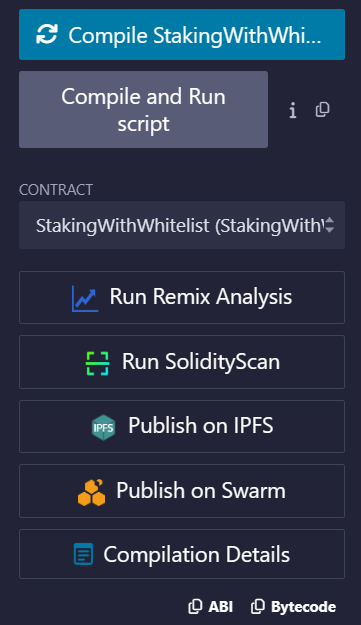 Compile StakingWithWhi...
Compile and Run
script
i
CONTRACT
StakingWithWhitelist (StakingWith
Run Remix Analysis
Run SolidityScan
IPFS Publish on IPFS
Publish on Swarm
Compilation Details
ABI Bytecode